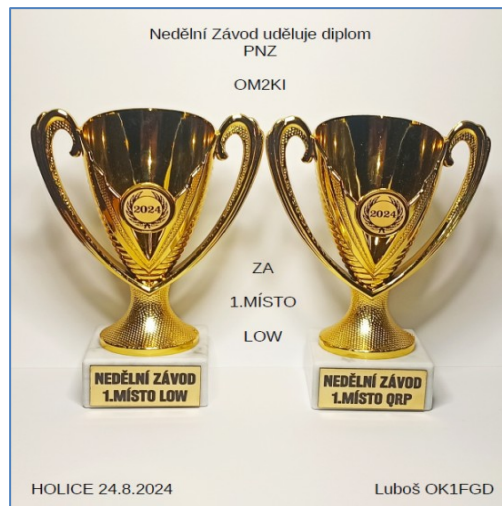 Nedělní Závod uděluje diplom
PNZ
OM2KI
2024
2024
ZA
1.MÍSTO
LOW
NEDĚLNÍ ZÁVOD
1.MÍSTO LOW
NEDĚLNÍ ZÁVOD
1.MÍSTO QRP
HOLICE 24.8.2024
Luboš OK1FGD